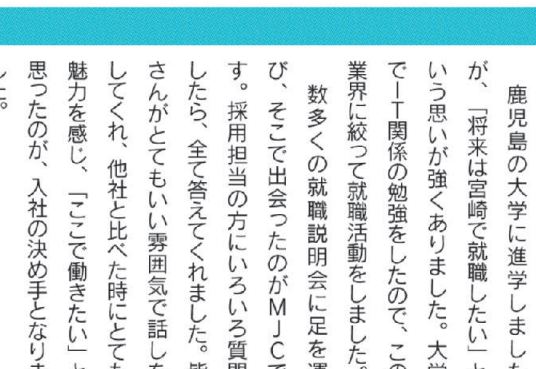 鹿児島の大学に進学しまし
が、「将来は宮崎で就職したい」と
いう思いが強くありました。大学
でIT関係の勉強をしたので、この
業界に絞って就職活動をしました。
数多くの就職説明会に足を運
び、そこで出会ったのがMJCで
す。採用担当の方にいろいろ質問
したら、全て答えてくれました。皆
さんがとてもいい雰囲気で話しを
してくれ、他社と比べた時にとても
魅力を感じ、「ここで働きたい」と
思ったのが、入社の決め手となりま
した。